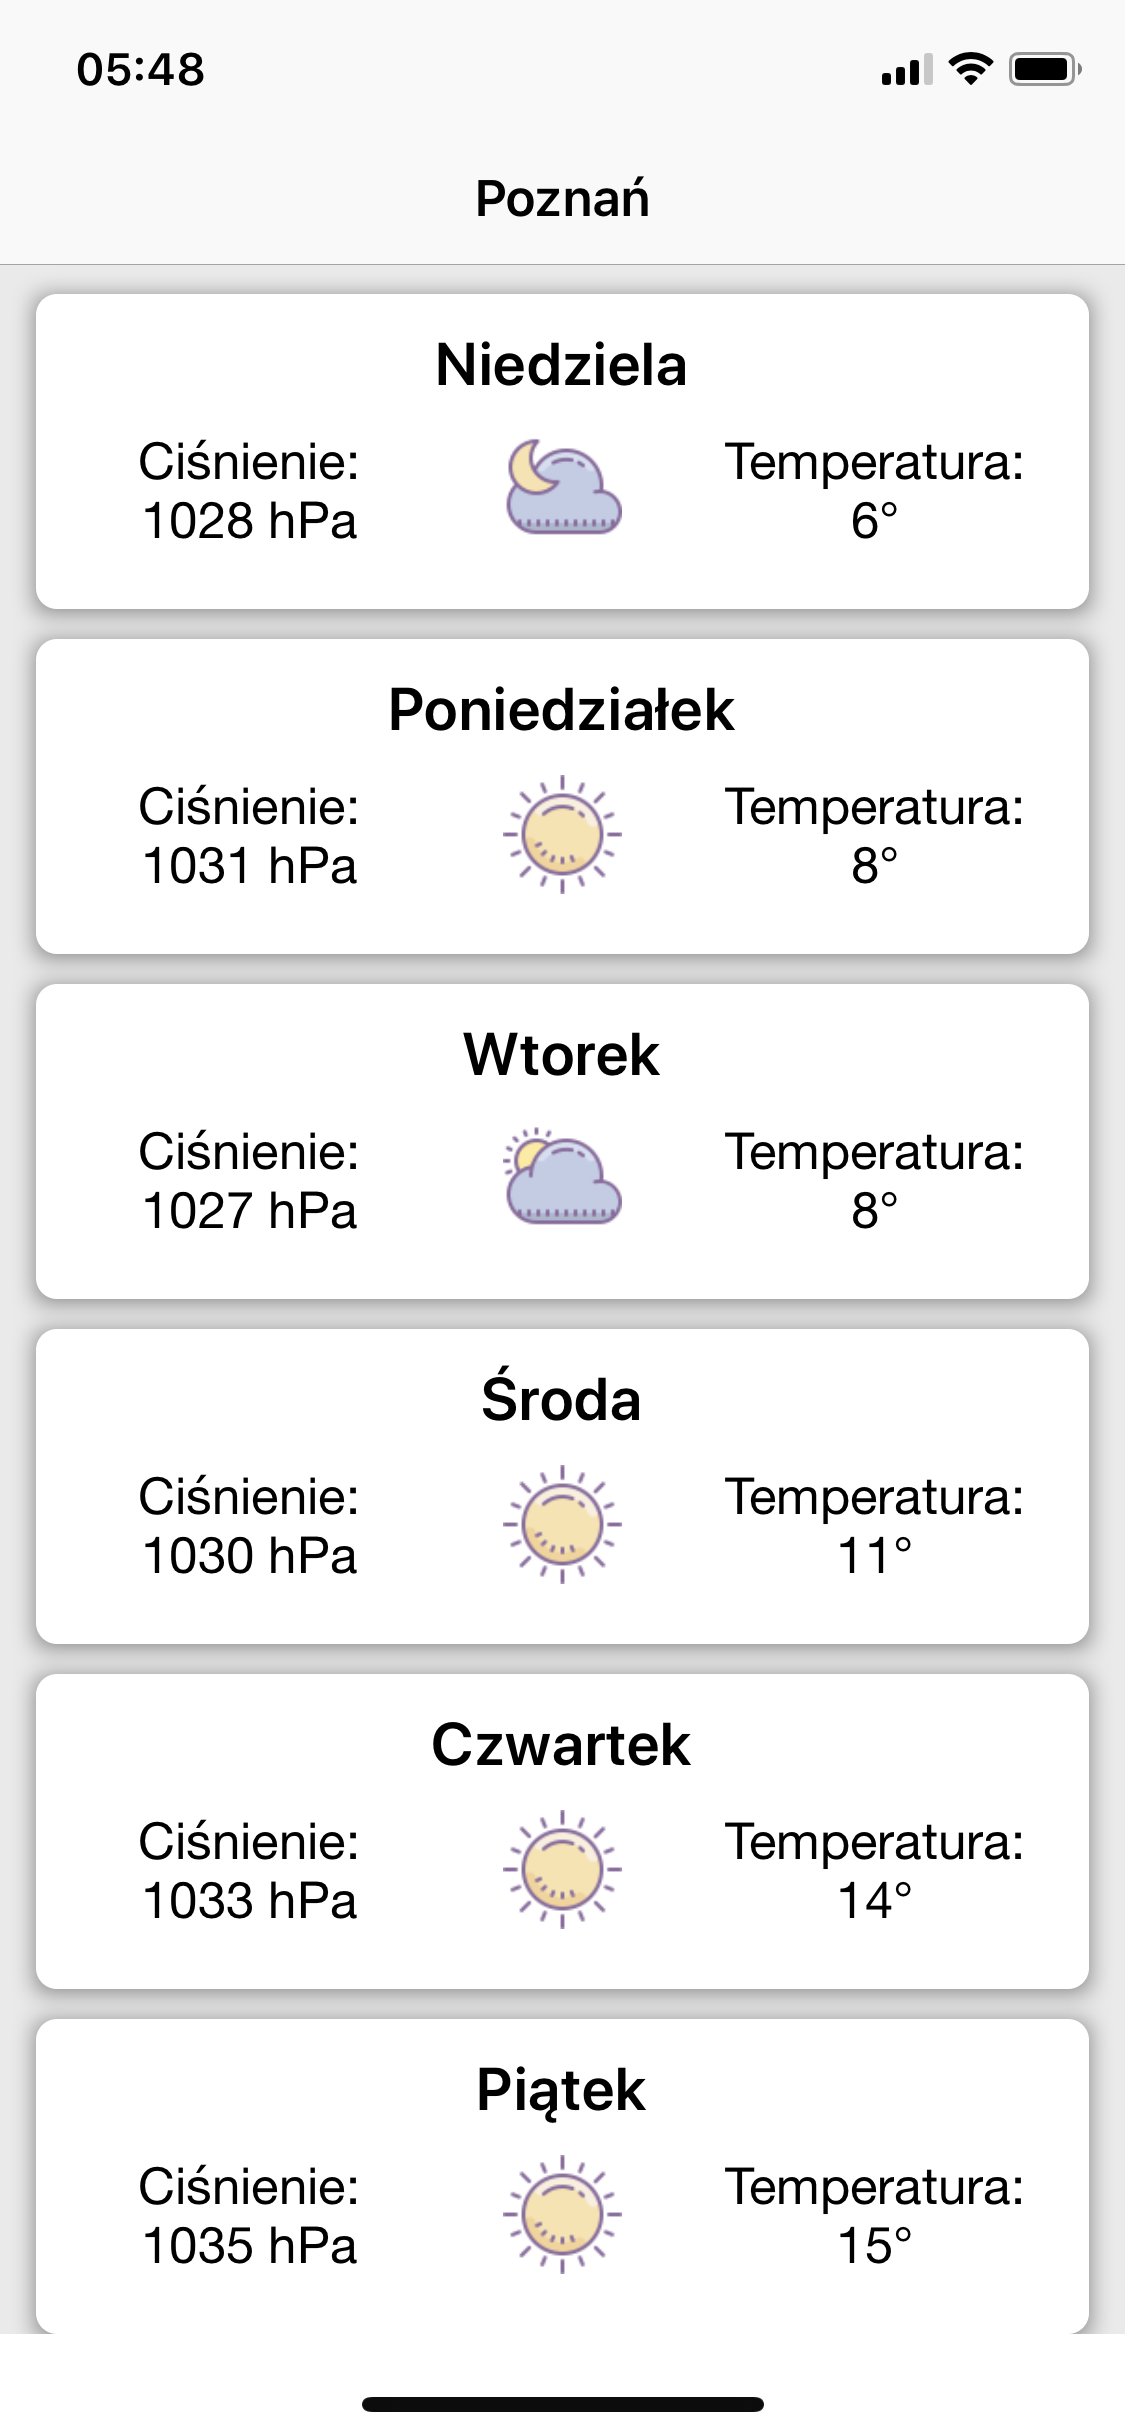 05:48
Poznań
Niedziela
Ciśnienie:
1028 hPa
Temperatura:
6°
Poniedziałek
Ciśnienie:
1031 hPa
Temperatura:
8°
Wtorek
Ciśnienie:
1027 hPa
Temperatura:
8°
Środa
Ciśnienie:
1030 hPa
Temperatura:
11°
Czwartek
Ciśnienie:
1033 hPa
Temperatura:
14°
Piątek
Ciśnienie:
1035 hPa
Temperatura:
15°